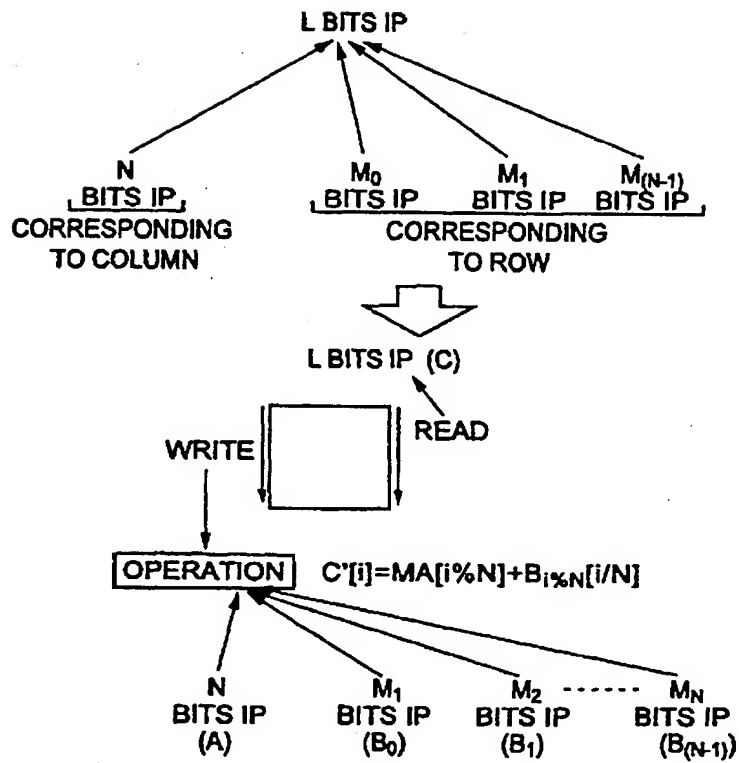 L BITS IP
N M₀ M₁ M₍N-1₎
BITS IP BITS IP BITS IP BITS IP
CORRESPONDING CORRESPONDING
TO COLUMN TO ROW
L BITS IP (C)
READ
WRITE
OPERATION C'[i]=MA[i%N]+B_{i%N}[i/N]
N M₁ M₂ ----- M_N
BITS IP BITS IP BITS IP BITS IP
(A) (B₀) (B₁) (B₍N-1₎)